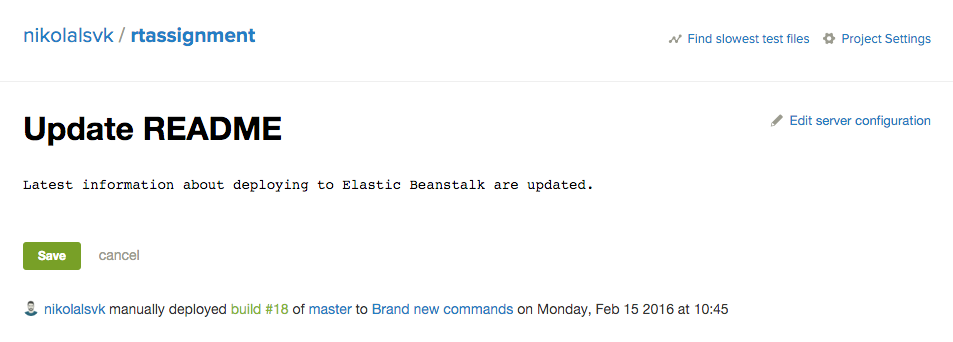 nikolalsvk / rtassignment
Find slowest test files Project Settings
Update README
Edit server configuration
Latest information about deploying to Elastic Beanstalk are updated.
Save cancel
nikolalsvk manually deployed build #18 of master to Brand new commands on Monday, Feb 15 2016 at 10:45